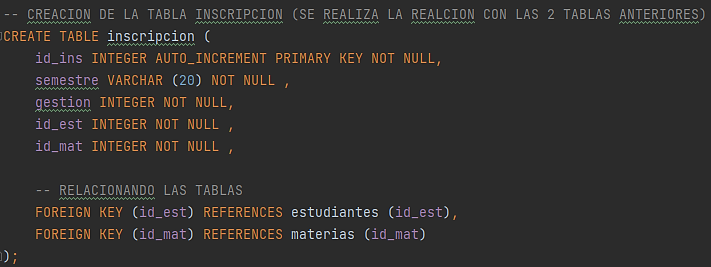 -- CREACION DE LA TABLA INSCRIPCION (SE REALIZA LA REALCION CON LAS 2 TABLAS ANTERIORES)
CREATE TABLE inscripcion (
id_ins INTEGER AUTO_INCREMENT PRIMARY KEY NOT NULL,
semestre VARCHAR (20) NOT NULL ,
gestion INTEGER NOT NULL,
id_est INTEGER NOT NULL ,
id_mat INTEGER NOT NULL ,
-- RELACIONANDO LAS TABLAS
FOREIGN KEY (id_est) REFERENCES estudiantes (id_est),
FOREIGN KEY (id_mat) REFERENCES materias (id_mat)
);